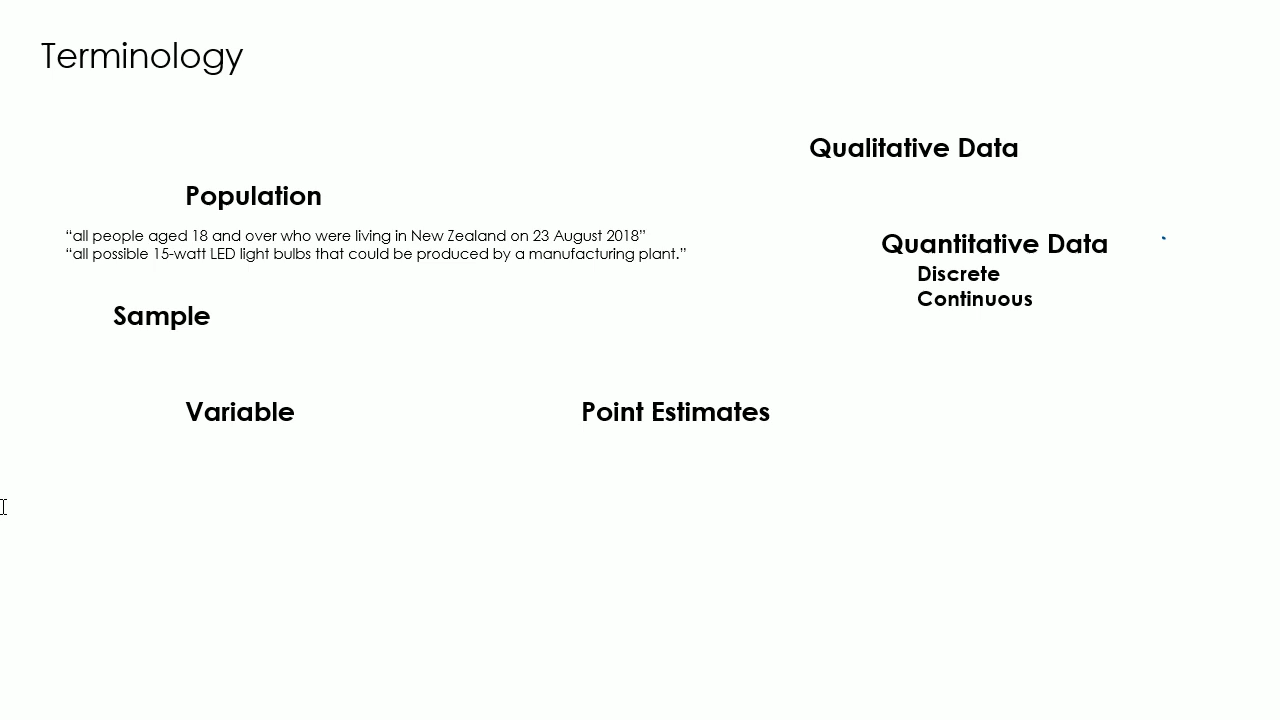 Terminology
Qualitative Data
Population
“all people aged 18 and over who were living in New Zealand on 23 August 2018”
“all possible 15-watt LED light bulbs that could be produced by a manufacturing plant.”
Quantitative Data
Discrete
Continuous
Sample
Variable
Point Estimates